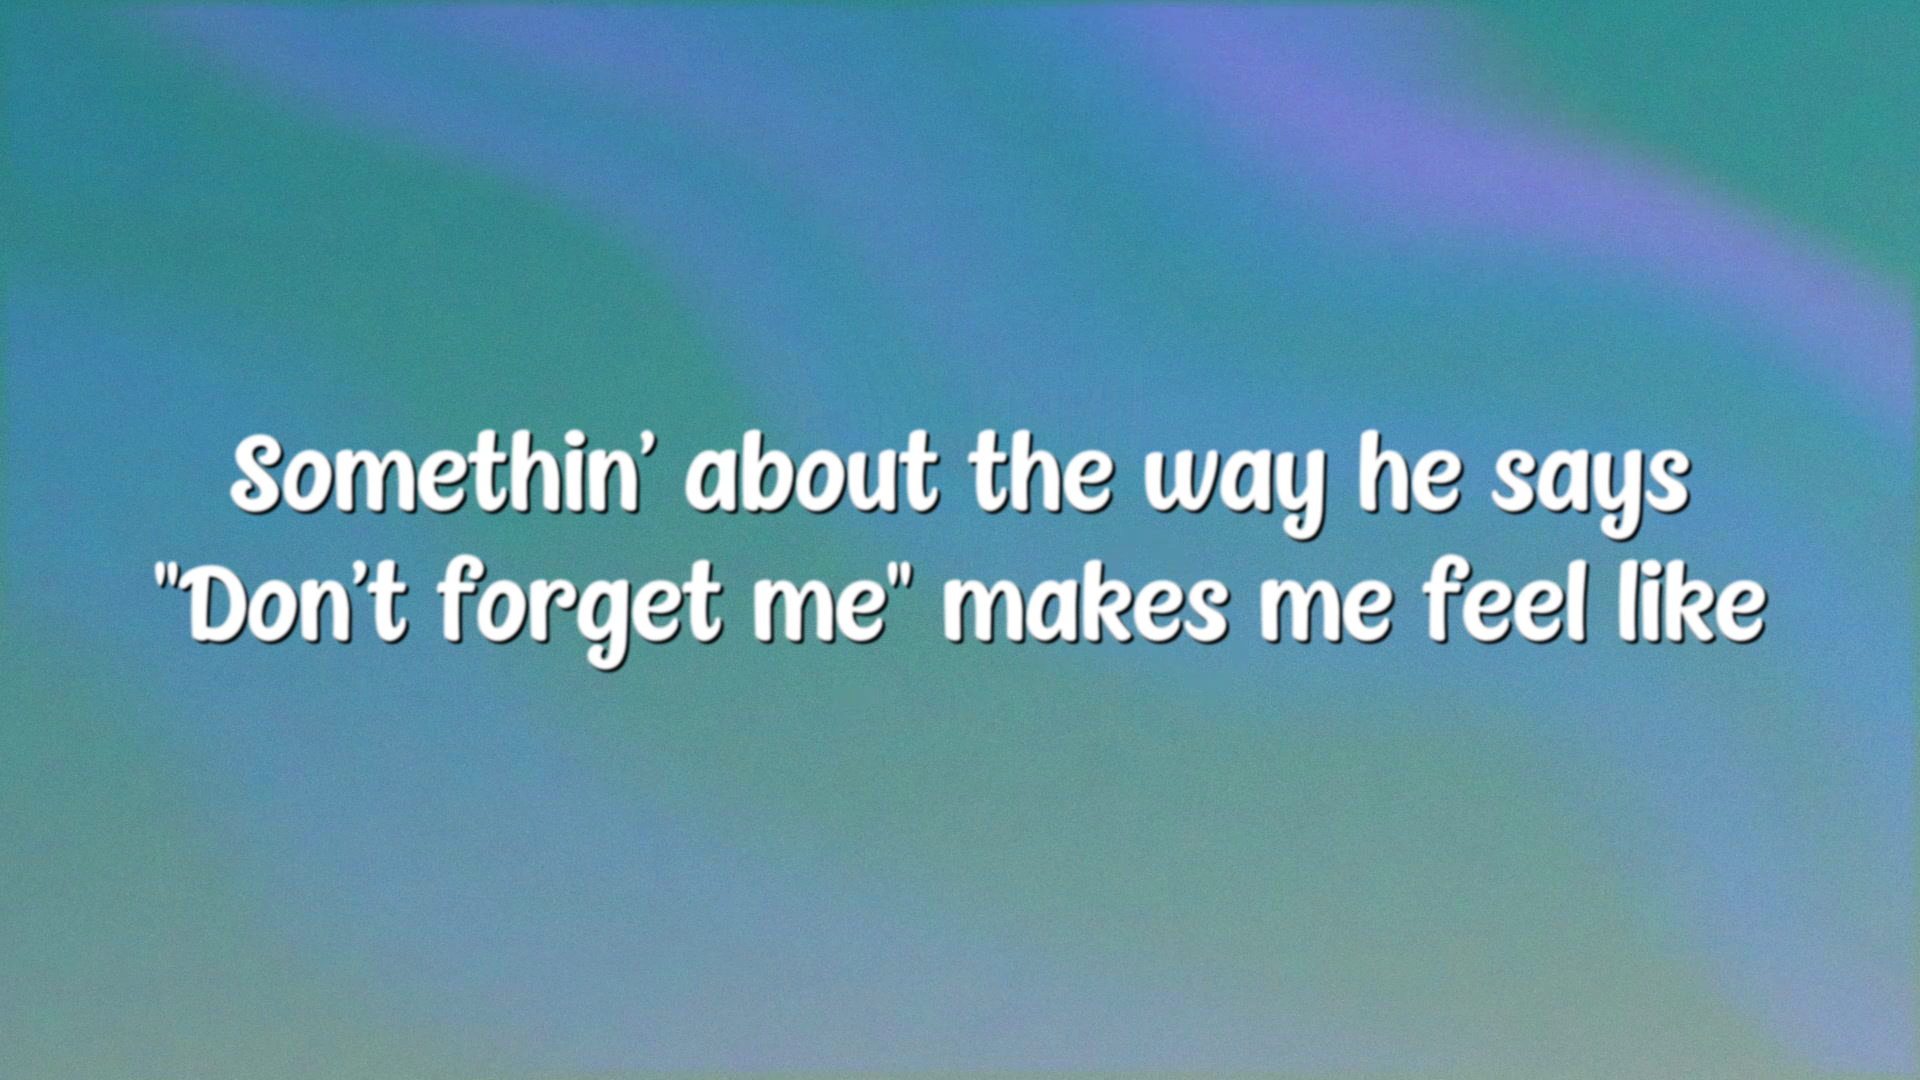 Somethin’ about the way he says
"Don’t forget me" makes me feel like